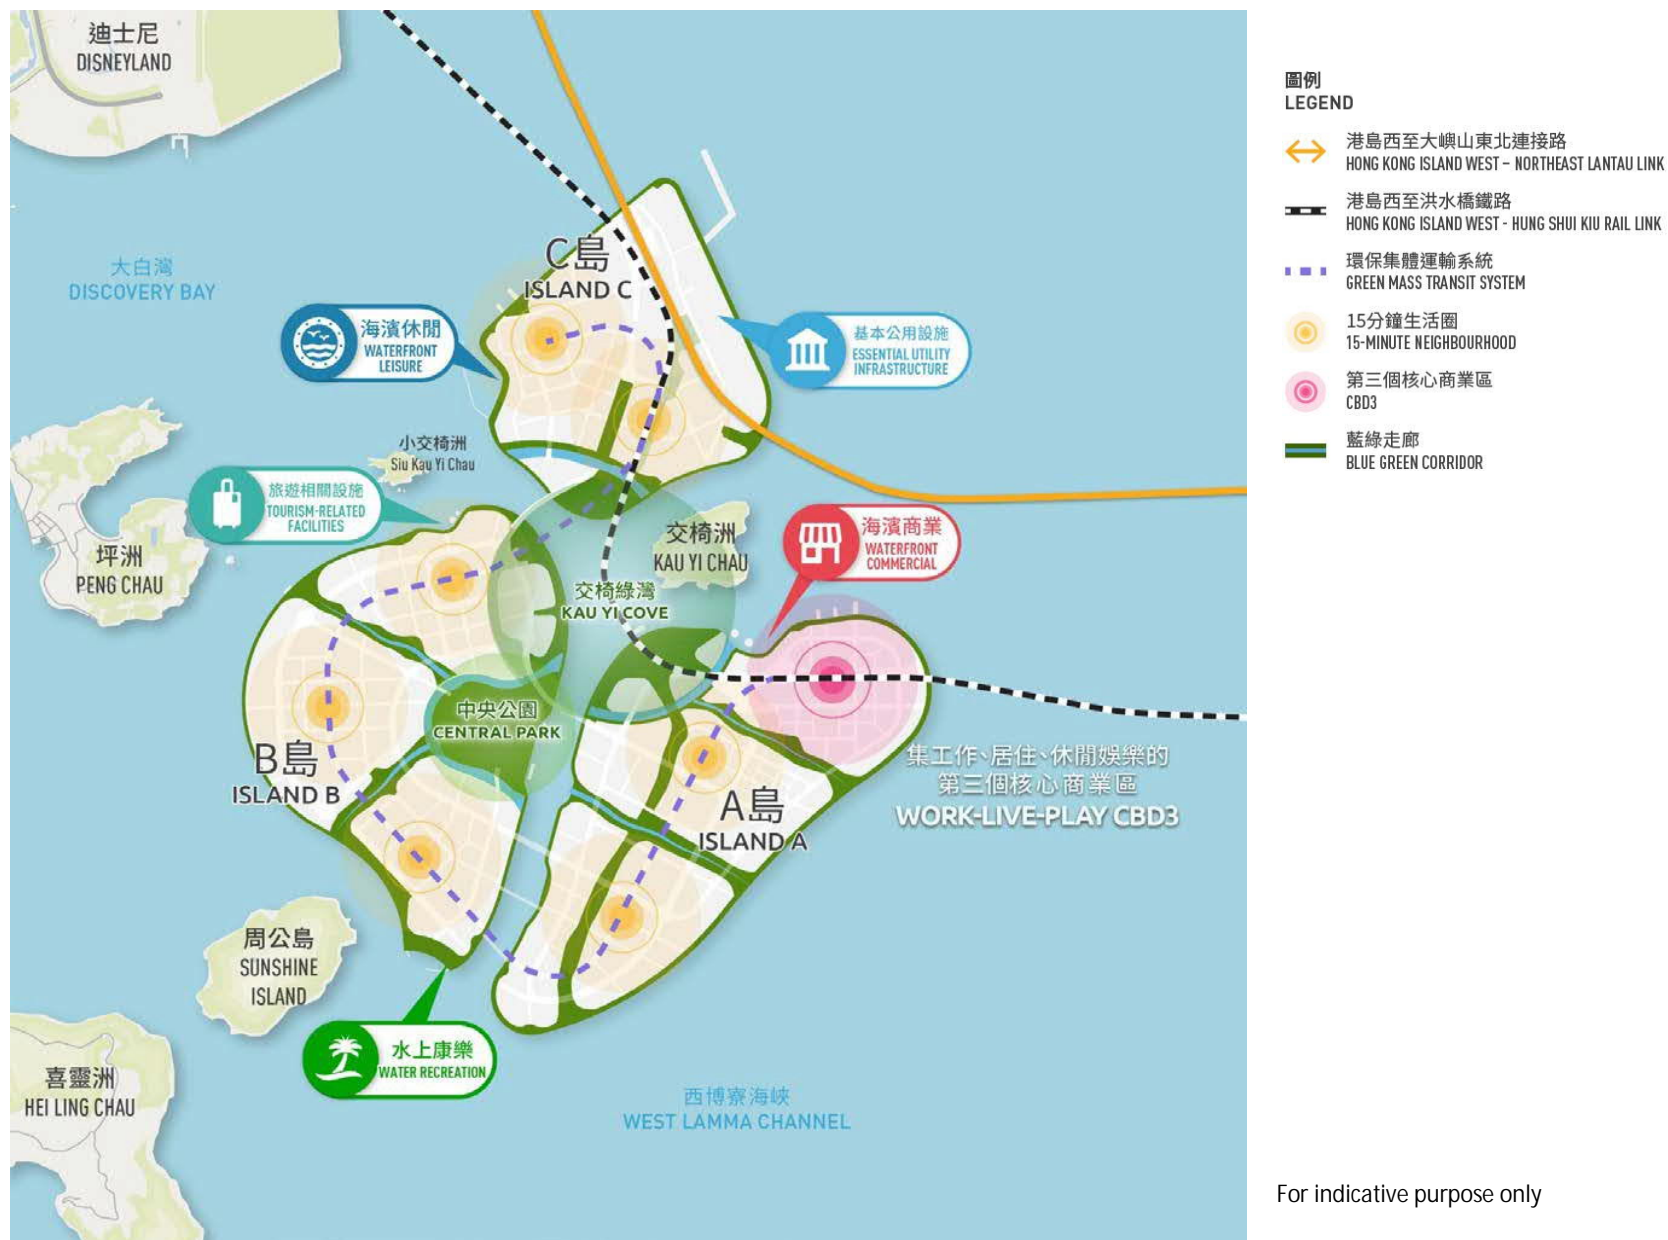 迪士尼
DISNEYLAND
大白灣
DISCOVERY BAY
C島
ISLAND C
海濱休閒
WATERFRONT
LEISURE
基本公用設施
ESSENTIAL UTILITY
INFRASTRUCTURE
小交椅洲
Siu Kau Yi Chau
旅遊相關設施
TOURISM-RELATED
FACILITIES
坪洲
PENG CHAU
交椅洲
KAU YI CHAU
海濱商業
WATERFRONT
COMMERCIAL
交椅綠灣
KAU YI COVE
中央公園
CENTRAL PARK
B島
ISLAND B
A島
ISLAND A
集工作、居住、休閒娛樂的
第三個核心商業區
WORK-LIVE-PLAY CBD3
周公島
SUNSHINE
ISLAND
水上康樂
WATER RECREATION
喜靈洲
HEI LING CHAU
西博寮海峽
WEST LAMMA CHANNEL
圖例
LEGEND
港島西至大嶼山東北連接路
HONG KONG ISLAND WEST – NORTHEAST LANTAU LINK
港島西至洪水橋鐵路
HONG KONG ISLAND WEST - HUNG SHUI KIU RAIL LINK
環保集體運輸系統
GREEN MASS TRANSIT SYSTEM
15分鐘生活圈
15-MINUTE NEIGHBOURHOOD
第三個核心商業區
CBD3
藍綠走廊
BLUE GREEN CORRIDOR
For indicative purpose only